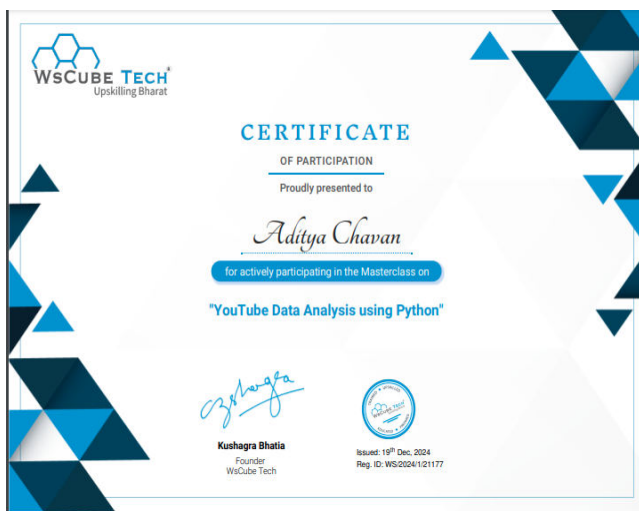 WsCube Tech®
Upskilling Bharat
CERTIFICATE
OF PARTICIPATION
Proudly presented to
Aditya Chavan
for actively participating in the Masterclass on
"YouTube Data Analysis using Python"
Kushagra Bhatia
Founder
WsCube Tech
WsCube Tech
Issued: 19th Dec, 2024
Reg. ID: WS/2024/1/21177